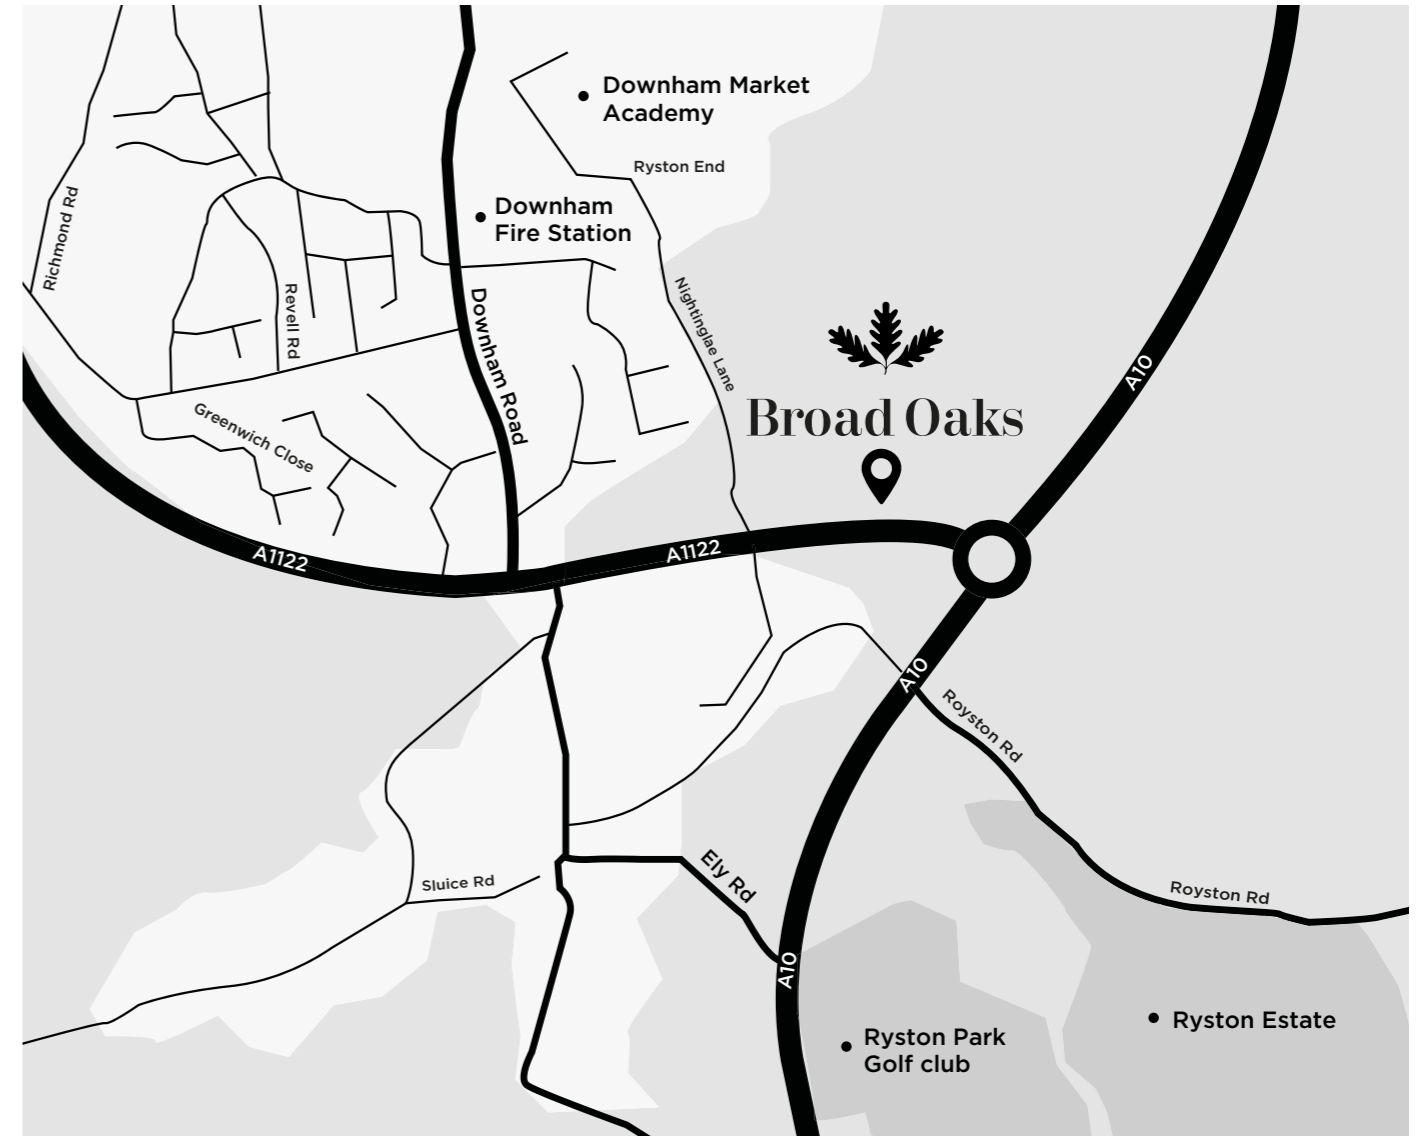 Downham Market
Academy
Ryston End
Richmond Rd
Downham
Fire Station
Revell Rd
Downham Road
Nightinglae Lane
A10
Broad Oaks
Greenwich Close
A1122
A1122
A10
Royston Rd
Ely Rd
Sluice Rd
Royston Rd
A10
Ryston Estate
Ryston Park
Golf club